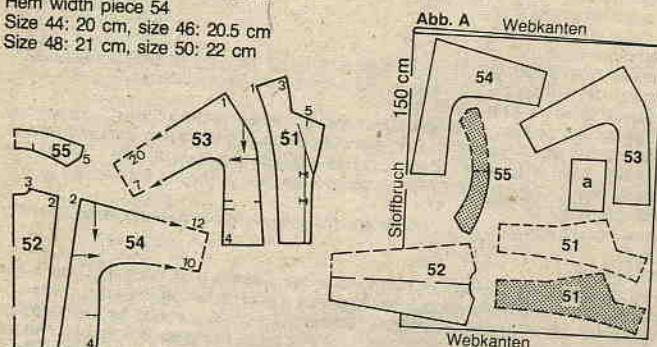 Hem width piece 54
Size 44: 20 cm, size 46: 20.5 cm
Size 48: 21 cm, size 50: 22 cm
Abb. A
Webkanten
150 cm
Stoffbruch
54
53
55
a
51
52
51
Webkanten
1
3
1
5
20
53
51
7
4
55
5
3
2
2
52
54
12
10
4